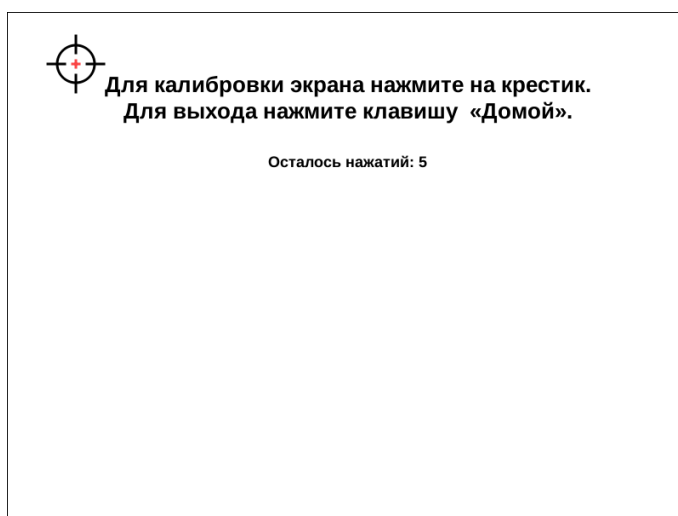 Для калибровки экрана нажмите на крестик.
Для выхода нажмите клавишу «Домой».
Осталось нажатий: 5